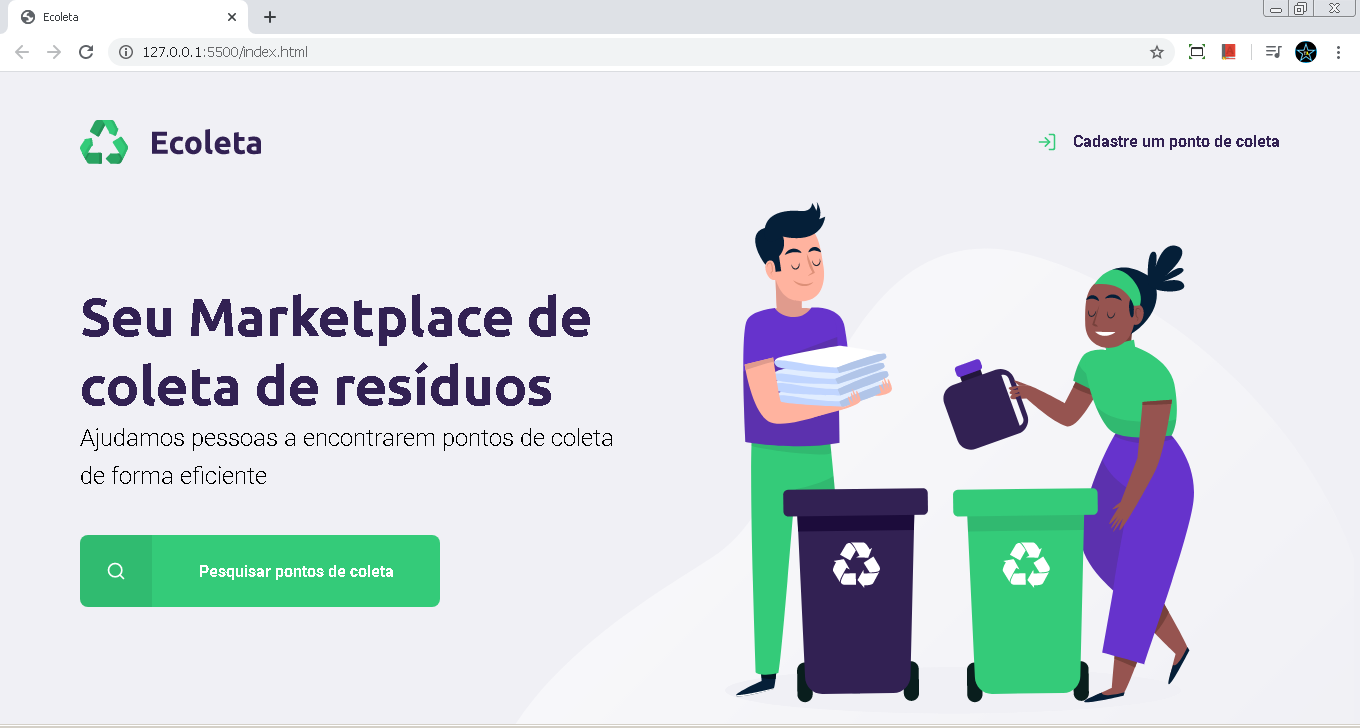 Ecoleta
127.0.0.1:5500/index.html
Ecoleta
Cadastre um ponto de coleta
Seu Marketplace de
coleta de resíduos
Ajudamos pessoas a encontrarem pontos de coleta
de forma eficiente
Pesquisar pontos de coleta